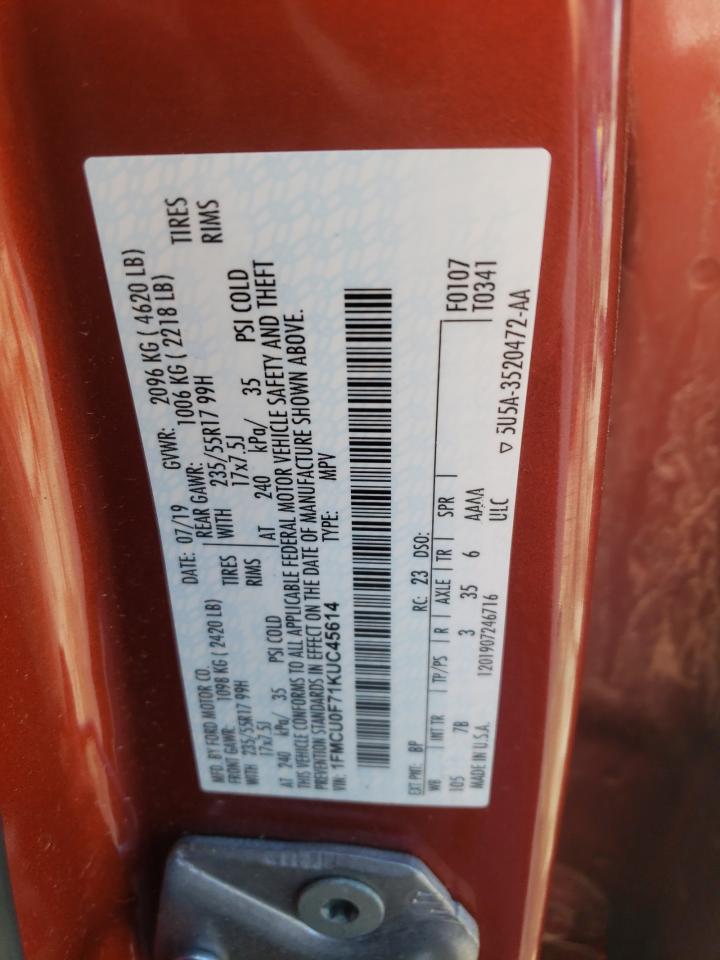 MFD. BY FORD MOTOR CO. DATE: 07/19 GVWR: 2096 KG ( 4620 LB)
FRONT GAWR: 1098 KG ( 2420 LB) REAR GAWR: 1006 KG ( 2218 LB)
WITH 235/55R17 99H TIRES WITH 235/55R17 99H TIRES
17x7.5J RIMS 17x7.5J RIMS
AT 240 kPa/ 35 PSI COLD AT 240 kPa/ 35 PSI COLD
THIS VEHICLE CONFORMS TO ALL APPLICABLE FEDERAL MOTOR VEHICLE SAFETY AND THEFT
PREVENTION STANDARDS IN EFFECT ON THE DATE OF MANUFACTURE SHOWN ABOVE.
VIN: 1FMCU0F71KUC45614 TYPE: MPV
EXT PNT: BP RC: 23 DSO: F0107
WB INT TR TP/PS R AXLE TR SPR T0341
105 7B 3 35 6 AAAA
MADE IN U.S.A. 1201907246716 ULC ▽ 5U5A-3520472-AA